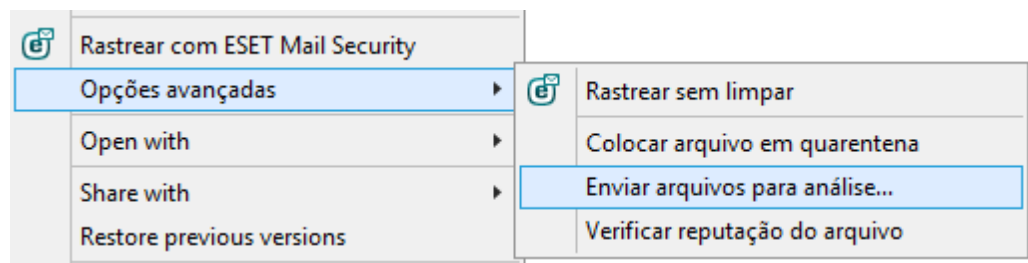 Rastrear com ESET Mail Security
Opções avançadas
Open with
Share with
Restore previous versions
Rastrear sem limpar
Colocar arquivo em quarentena
Enviar arquivos para análise...
Verificar reputação do arquivo